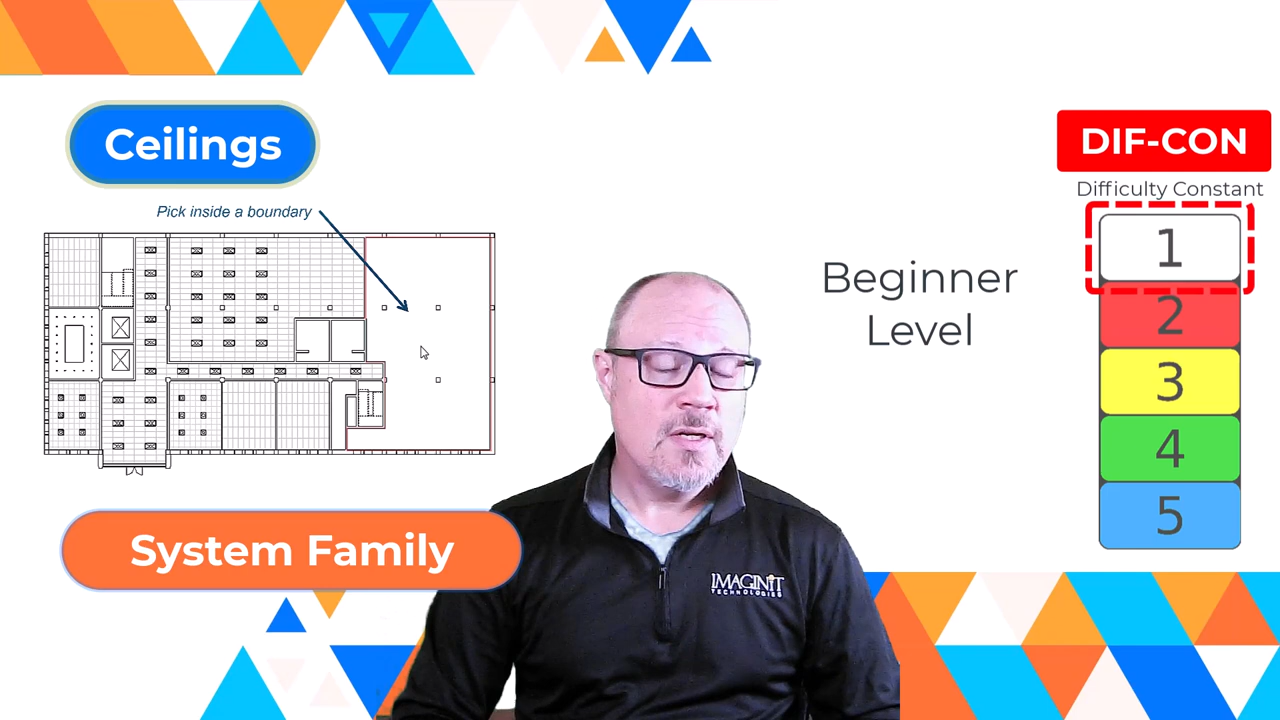 Ceilings
Pick inside a boundary
System Family
Beginner
Level
IMAGINiT
TECHNOLOGIES
DIF-CON
Difficulty Constant
1
2
3
4
5